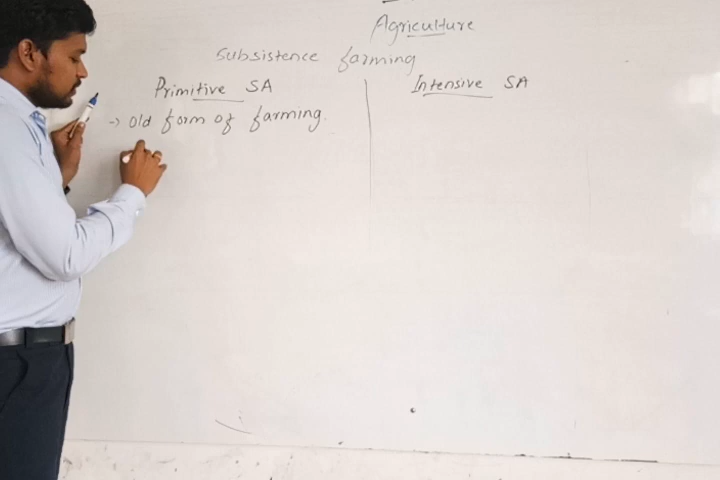 Agriculture
Subsistence farming
Primitive SA
Intensive SA
→ Old form of farming.